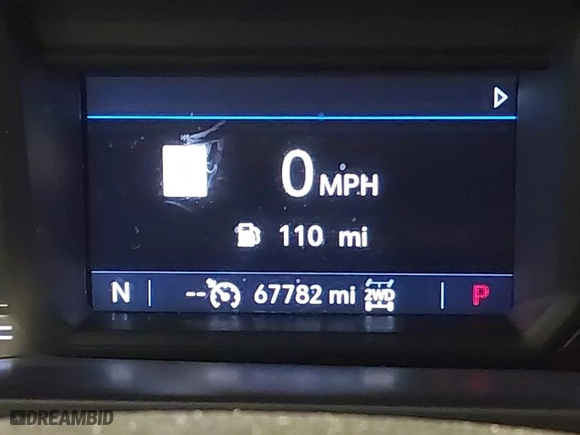 0 MPH
110 mi
N -- 67782 mi 2WD P
DREAMBID